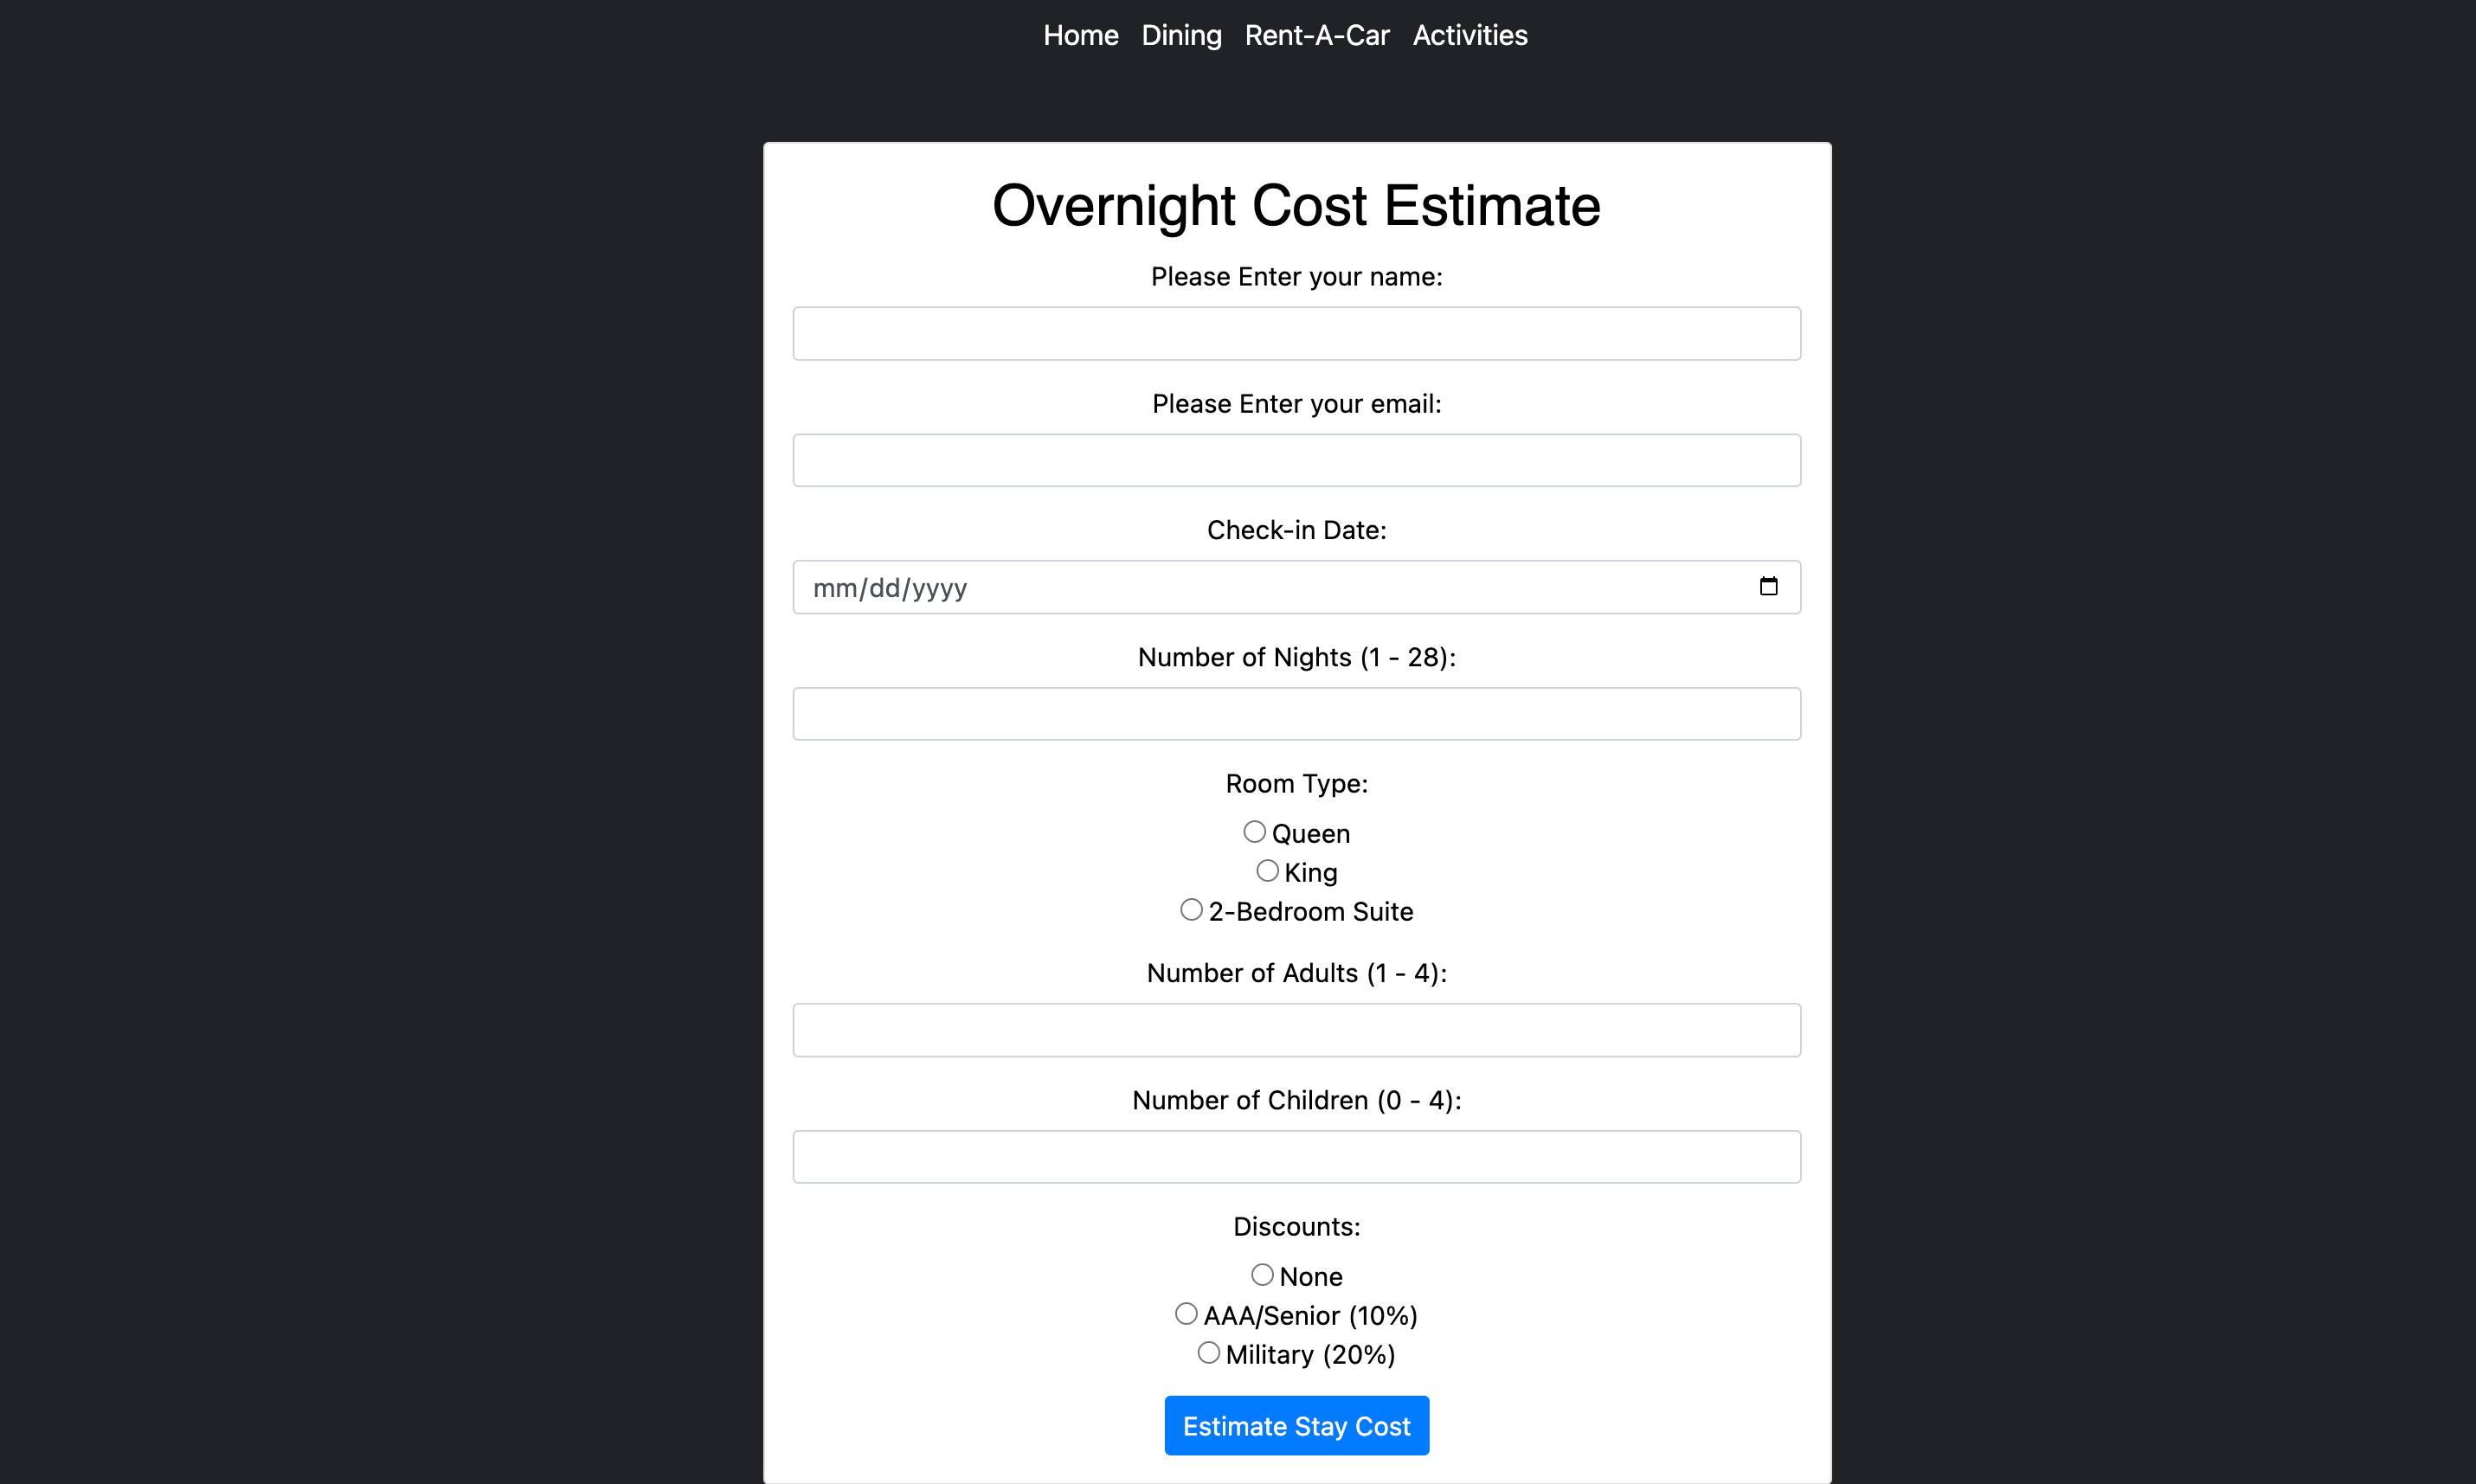 Home Dining Rent-A-Car Activities
Overnight Cost Estimate
Please Enter your name:
Please Enter your email:
Check-in Date:
mm/dd/yyyy
Number of Nights (1 - 28):
Room Type:
Queen
King
2-Bedroom Suite
Number of Adults (1 - 4):
Number of Children (0 - 4):
Discounts:
None
AAA/Senior (10%)
Military (20%)
Estimate Stay Cost